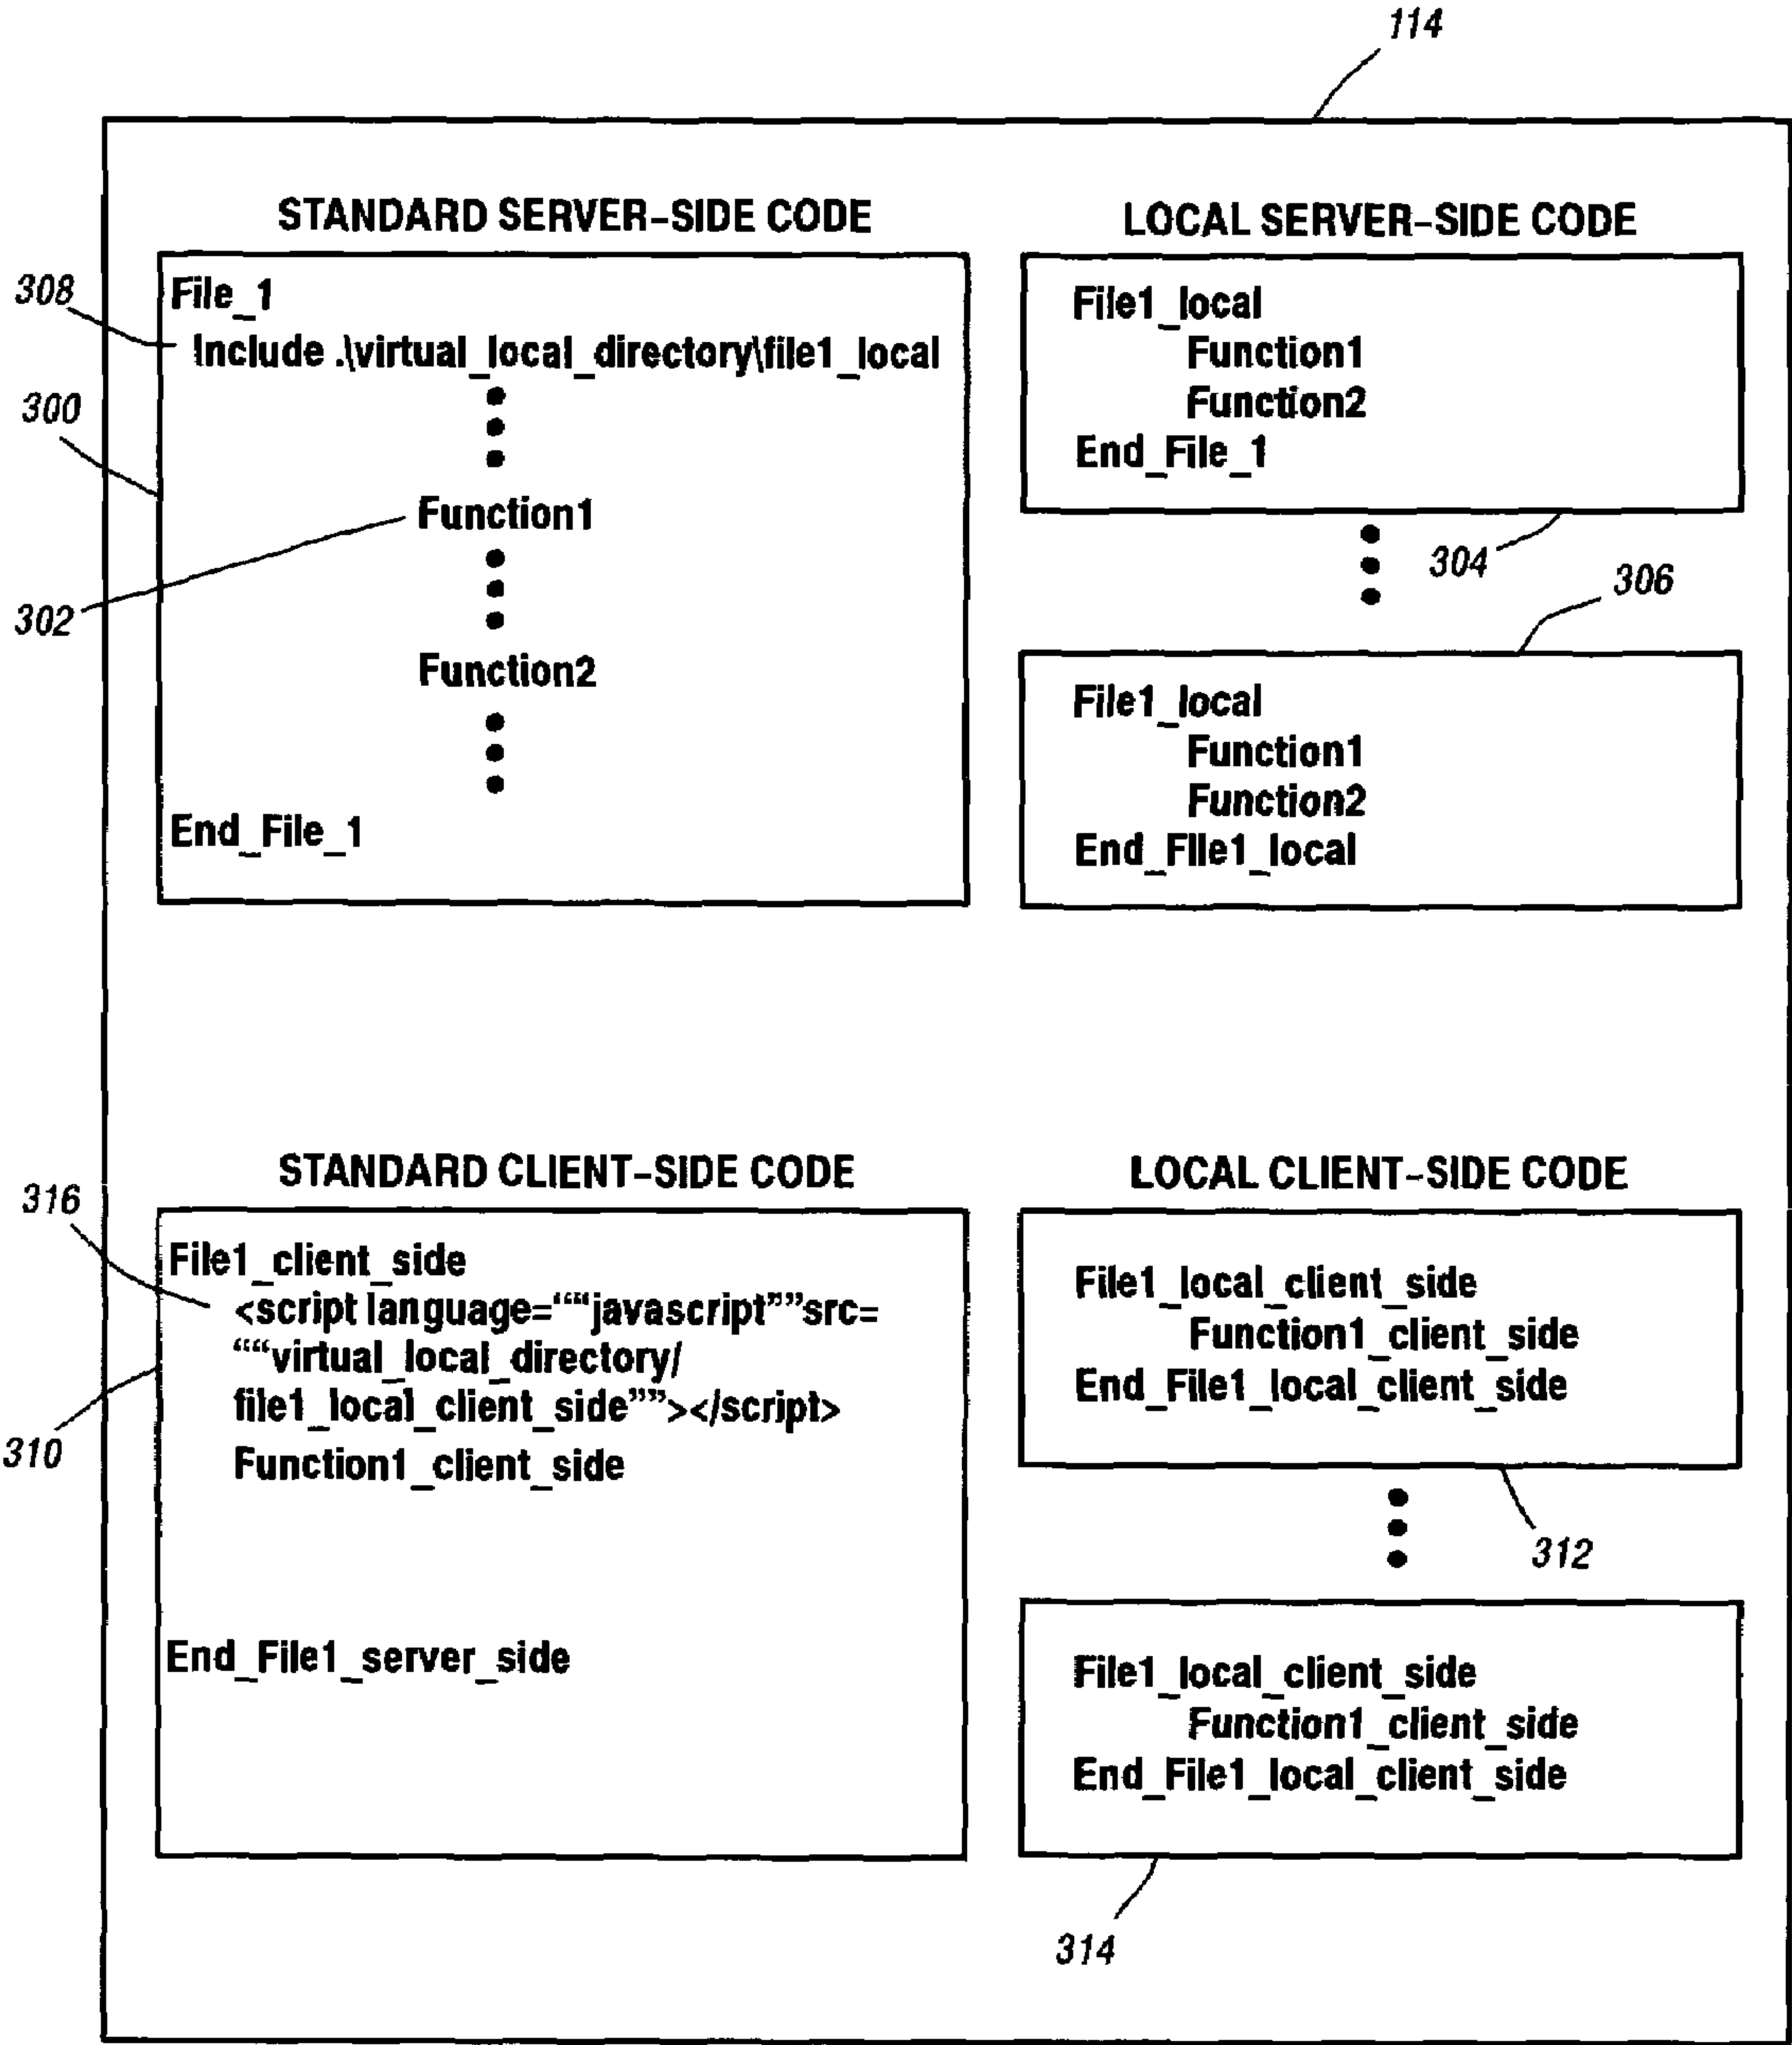 114
STANDARD SERVER-SIDE CODE
308
File_1
Include .\virtual_local_directory\file1_local
300
Function1
302
Function2
End_File_1
LOCAL SERVER-SIDE CODE
File1_local
Function1
Function2
End_File_1
304
306
File1_local
Function1
Function2
End_File1_local
STANDARD CLIENT-SIDE CODE
316
File1_client_side
<script language=““javascript””src=
““virtual_local_directory/
file1_local_client_side””></script>
310
Function1_client_side
End_File1_server_side
LOCAL CLIENT-SIDE CODE
File1_local_client_side
Function1_client_side
End_File1_local_client_side
312
File1_local_client_side
Function1_client_side
End_File1_local_client_side
314